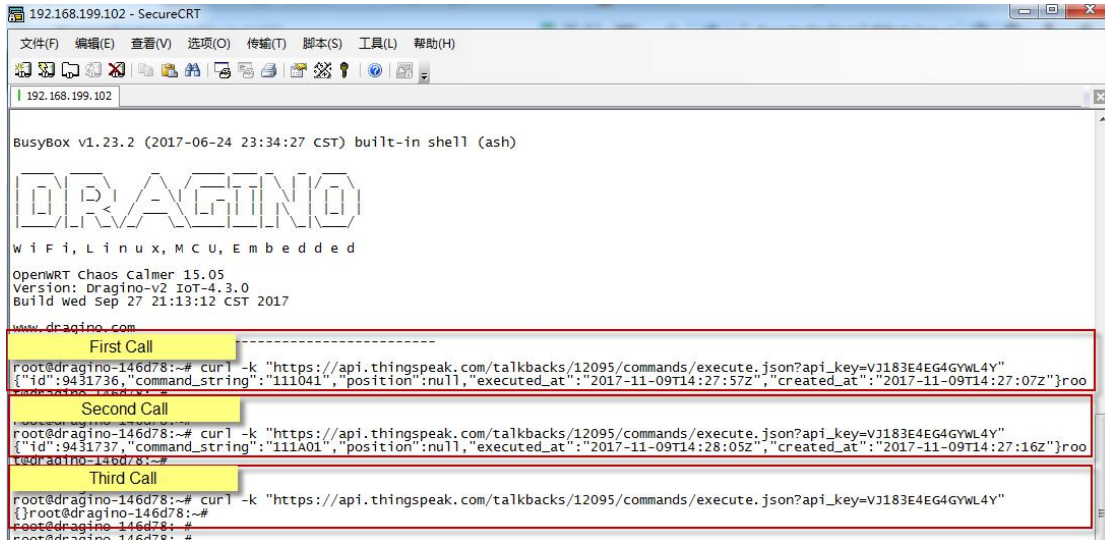 192.168.199.102 - SecureCRT
文件(F) 编辑(E) 查看(V) 选项(O) 传输(T) 脚本(S) 工具(L) 帮助(H)
192.168.199.102
BusyBox v1.23.2 (2017-06-24 23:34:27 CST) built-in shell (ash)
DRAGINO
W i F i, L i n u x, M C U, E m b e d d e d
OpenWRT Chaos Calmer 15.05
Version: Dragino-v2 IoT-4.3.0
Build Wed Sep 27 21:13:12 CST 2017
www.dragino.com
First Call
root@dragino-146d78:~# curl -k "https://api.thingspeak.com/talkbacks/12095/commands/execute.json?api_key=VJ183E4EG4GYWL4Y"
{"id":9431736,"command_string":"111041","position":null,"executed_at":"2017-11-09T14:27:57Z","created_at":"2017-11-09T14:27:07Z"}roo
t@dragino-146d78:~#
Second Call
root@dragino-146d78:~#
root@dragino-146d78:~# curl -k "https://api.thingspeak.com/talkbacks/12095/commands/execute.json?api_key=VJ183E4EG4GYWL4Y"
{"id":9431737,"command_string":"111A01","position":null,"executed_at":"2017-11-09T14:28:05Z","created_at":"2017-11-09T14:27:16Z"}roo
t@dragino-146d78:~#
Third Call
root@dragino-146d78:~# curl -k "https://api.thingspeak.com/talkbacks/12095/commands/execute.json?api_key=VJ183E4EG4GYWL4Y"
{}root@dragino-146d78:~#
root@dragino-146d78:~#
root@dragino-146d78:~#